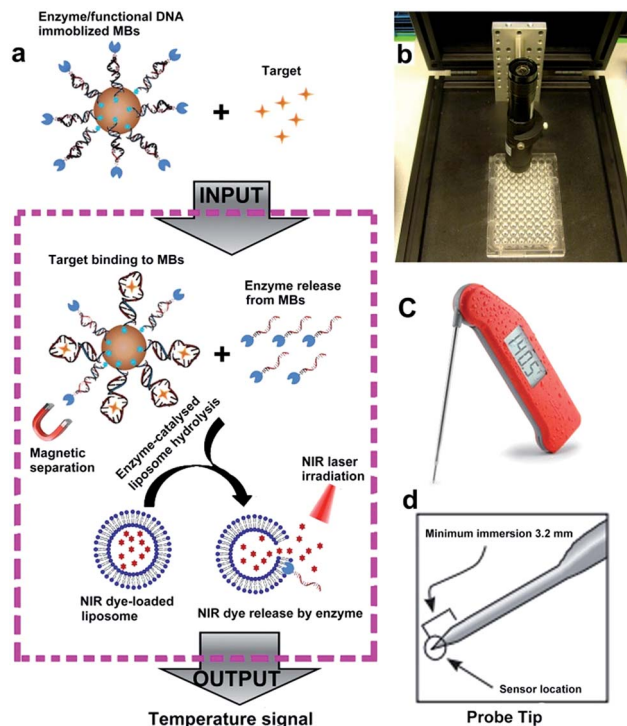 Enzyme/functional DNA
immoblized MBs
a
Target
+
INPUT
Target binding to MBs
Enzyme release
from MBs
+
Magnetic
separation
Enzyme-catalysed
liposome hydrolysis
NIR laser
irradiation
NIR dye-loaded
liposome
NIR dye release by enzyme
OUTPUT
Temperature signal
b
c
140.5
d
Minimum immersion 3.2 mm
Sensor location
Probe Tip